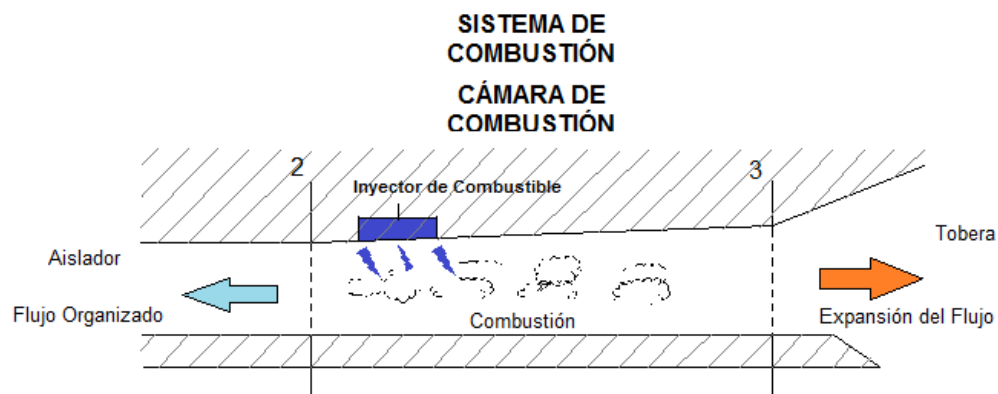 SISTEMA DE
COMBUSTIÓN
CÁMARA DE
COMBUSTIÓN
2
3
Inyector de Combustible
Aislador
Tobera
Flujo Organizado
Combustión
Expansión del Flujo